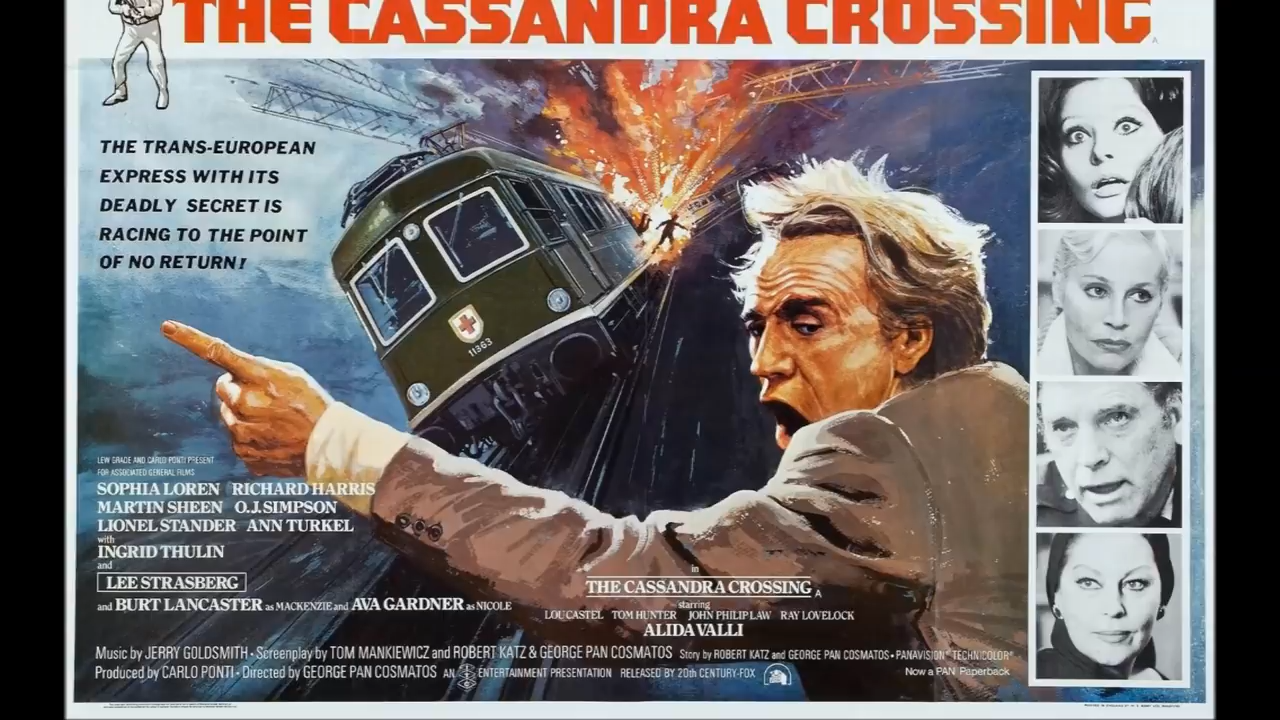 THE CASSANDRA CROSSING
THE TRANS-EUROPEAN
EXPRESS WITH ITS
DEADLY SECRET IS
RACING TO THE POINT
OF NO RETURN!
11363
LEW GRADE AND CARLO PONTI PRESENT
FOR ASSOCIATED GENERAL FILMS
SOPHIA LOREN RICHARD HARRIS
MARTIN SHEEN O.J. SIMPSON
LIONEL STANDER ANN TURKEL
with
INGRID THULIN
and
LEE STRASBERG
and BURT LANCASTER as MACKENZIE and AVA GARDNER as NICOLE
in
THE CASSANDRA CROSSING A
starring
LOU CASTEL TOM HUNTER JOHN PHILIP LAW RAY LOVELOCK
ALIDA VALLI
Music by JERRY GOLDSMITH • Screenplay by TOM MANKIEWICZ and ROBERT KATZ & GEORGE PAN COSMATOS Story by ROBERT KATZ and GEORGE PAN COSMATOS • PANAVISION® TECHNICOLOR®
Produced by CARLO PONTI • Directed by GEORGE PAN COSMATOS AN ENTERTAINMENT PRESENTATION RELEASED BY 20th CENTURY-FOX
Now a PAN Paperback